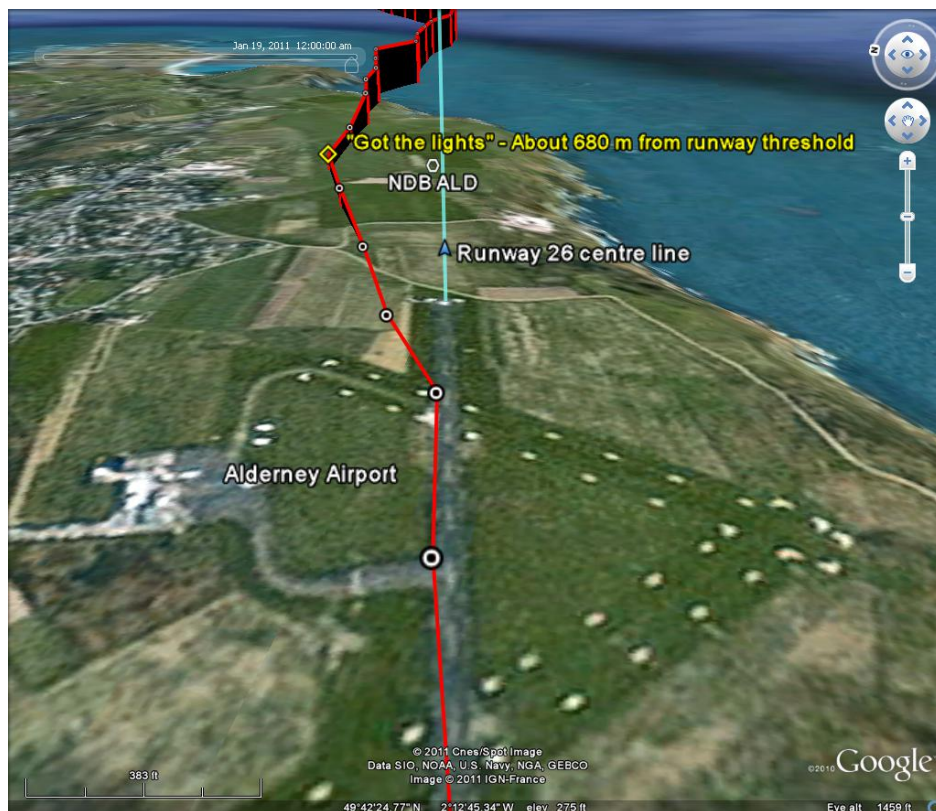 Jan 19, 2011 12:00:00 am
N
"Got the lights" - About 680 m from runway threshold
NDB ALD
Runway 26 centre line
Alderney Airport
© 2011 Cnes/Spot Image
Data SIO, NOAA, U.S. Navy, NGA, GEBCO
Image © 2011 IGN-France
©2010 Google
383 ft
49°42'24.77" N 2°12'45.34" W elev 275 ft Eye alt 1459 ft